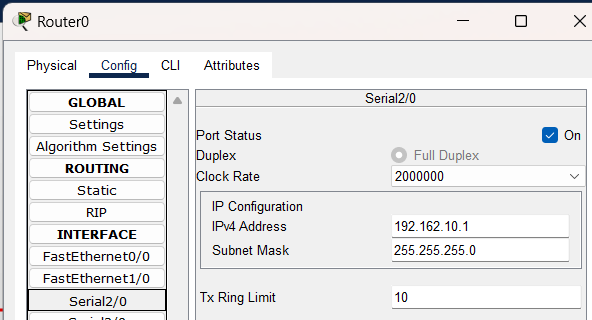 Router0
Physical Config CLI Attributes
GLOBAL
Settings
Algorithm Settings
ROUTING
Static
RIP
INTERFACE
FastEthernet0/0
FastEthernet1/0
Serial2/0
Serial2/0
Port Status On
Duplex Full Duplex
Clock Rate 2000000
IP Configuration
IPv4 Address 192.162.10.1
Subnet Mask 255.255.255.0
Tx Ring Limit 10